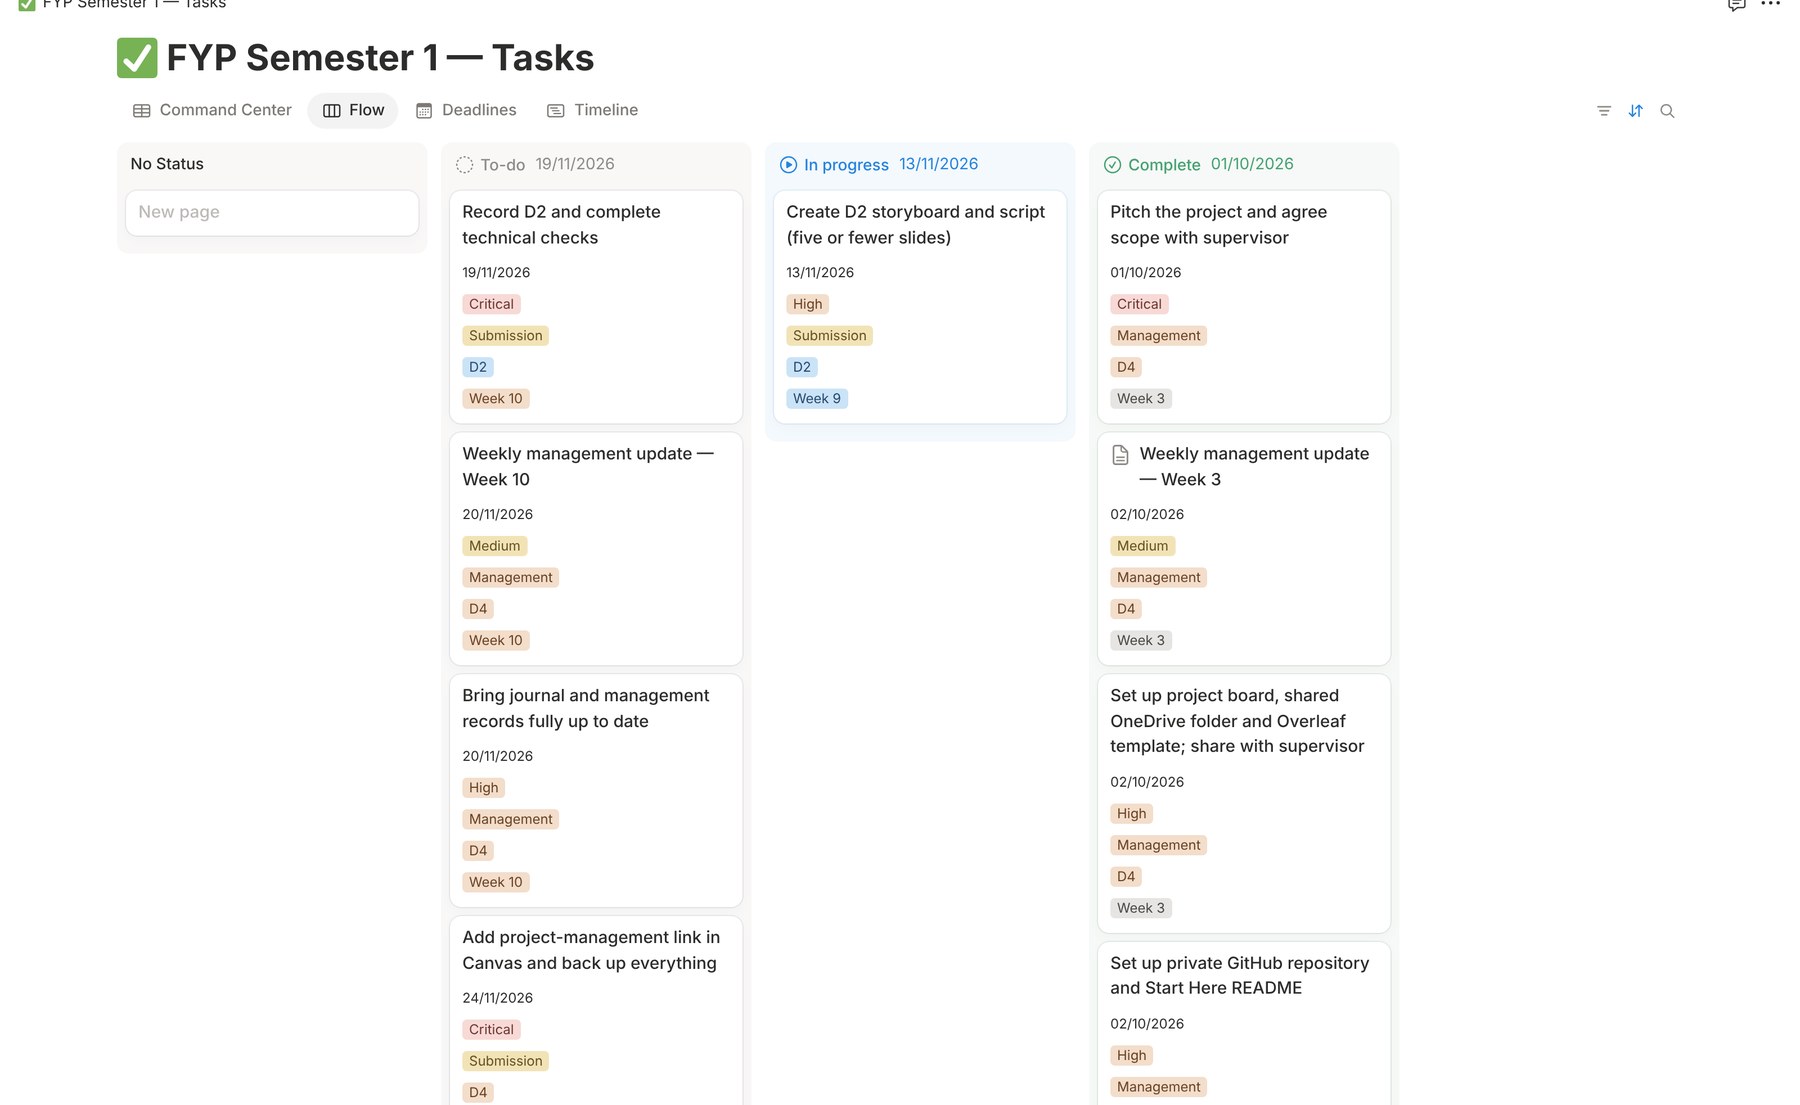 FYP Semester 1 — Tasks
FYP Semester 1 — Tasks
Command Center
Flow
Deadlines
Timeline
No Status
New page
To-do 19/11/2026
Record D2 and complete
technical checks
19/11/2026
Critical
Submission
D2
Week 10
Weekly management update —
Week 10
20/11/2026
Medium
Management
D4
Week 10
Bring journal and management
records fully up to date
20/11/2026
High
Management
D4
Week 10
Add project-management link in
Canvas and back up everything
24/11/2026
Critical
Submission
D4
In progress 13/11/2026
Create D2 storyboard and script
(five or fewer slides)
13/11/2026
High
Submission
D2
Week 9
Complete 01/10/2026
Pitch the project and agree
scope with supervisor
01/10/2026
Critical
Management
D4
Week 3
Weekly management update
— Week 3
02/10/2026
Medium
Management
D4
Week 3
Set up project board, shared
OneDrive folder and Overleaf
template; share with supervisor
02/10/2026
High
Management
D4
Week 3
Set up private GitHub repository
and Start Here README
02/10/2026
High
Management